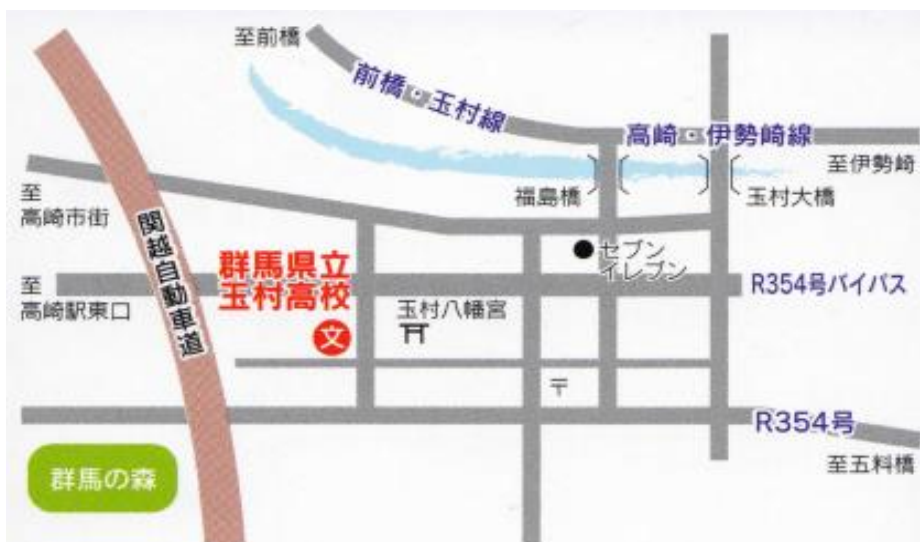 至前橋
前橋・玉村線
高崎・伊勢崎線
至伊勢崎
至
高崎市街
福島橋
玉村大橋
関越自動車道
群馬県立
玉村高校
文
セブン
イレブン
至
高崎駅東口
R354号バイパス
玉村八幡宮
〒
R354号
至五料橋
群馬の森